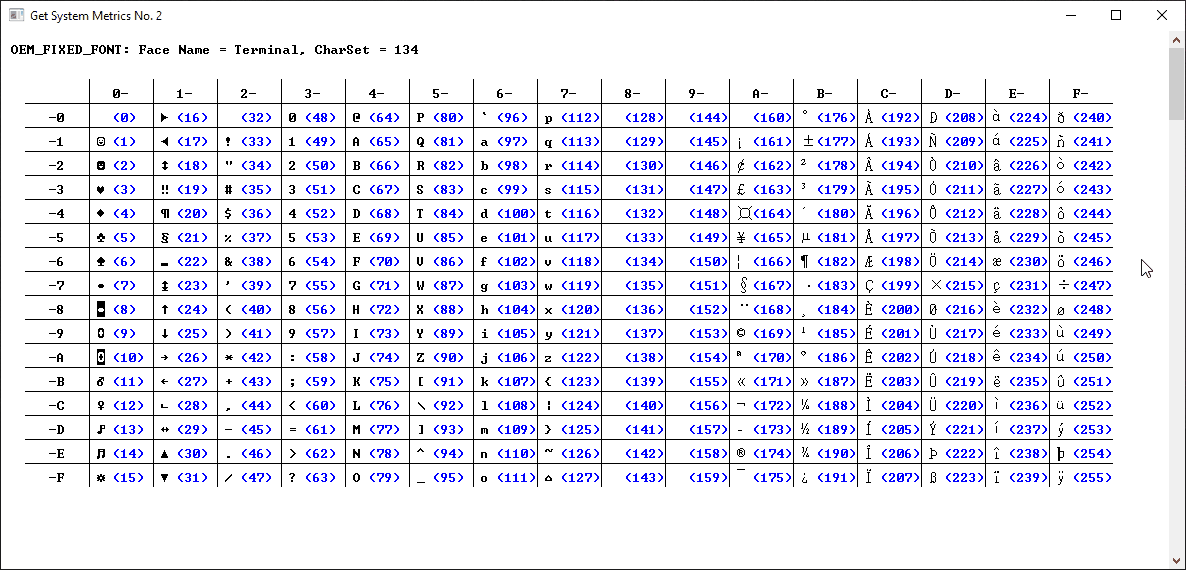 Get System Metrics No. 2
OEM_FIXED_FONT: Face Name = Terminal, CharSet = 134
0- 1- 2- 3- 4- 5- 6- 7- 8- 9- A- B- C- D- E- F-
-0 (0) ► (16) (32) 0 (48) @ (64) P (80) ` (96) p (112) (128) (144) (160) ° (176) À (192) Ð (208) à (224) ð (240)
-1 ☺ (1) ◄ (17) ! (33) 1 (49) A (65) Q (81) a (97) q (113) (129) (145) ¡ (161) ± (177) Á (193) Ñ (209) á (225) ñ (241)
-2 ☻ (2) ↕ (18) " (34) 2 (50) B (66) R (82) b (98) r (114) (130) (146) ¢ (162) ² (178) Â (194) Ò (210) â (226) ò (242)
-3 ♥ (3) ‼ (19) # (35) 3 (51) C (67) S (83) c (99) s (115) (131) (147) £ (163) ³ (179) Ã (195) Ó (211) ã (227) ó (243)
-4 ♦ (4) ¶ (20) $ (36) 4 (52) D (68) T (84) d (100) t (116) (132) (148) ¤ (164) ´ (180) Ä (196) Ô (212) ä (228) ô (244)
-5 ♣ (5) § (21) % (37) 5 (53) E (69) U (85) e (101) u (117) (133) (149) ¥ (165) µ (181) Å (197) Õ (213) å (229) õ (245)
-6 ♠ (6) ▬ (22) & (38) 6 (54) F (70) V (86) f (102) v (118) (134) (150) ¦ (166) ¶ (182) Æ (198) Ö (214) æ (230) ö (246)
-7 • (7) ↨ (23) ' (39) 7 (55) G (71) W (87) g (103) w (119) (135) (151) § (167) · (183) Ç (199) × (215) ç (231) ÷ (247)
-8 ◘ (8) ↑ (24) ( (40) 8 (56) H (72) X (88) h (104) x (120) (136) (152) ¨ (168) ¸ (184) È (200) Ø (216) è (232) ø (248)
-9 ○ (9) ↓ (25) ) (41) 9 (57) I (73) Y (89) i (105) y (121) (137) (153) © (169) ¹ (185) É (201) Ù (217) é (233) ù (249)
-A ◙ (10) → (26) * (42) : (58) J (74) Z (90) j (106) z (122) (138) (154) ª (170) º (186) Ê (202) Ú (218) ê (234) ú (250)
-B ♂ (11) ← (27) + (43) ; (59) K (75) [ (91) k (107) { (123) (139) (155) « (171) » (187) Ë (203) Û (219) ë (235) û (251)
-C ♀ (12) ∟ (28) , (44) < (60) L (76) \ (92) l (108) ¦ (124) (140) (156) ¬ (172) ¼ (188) Ì (204) Ü (220) ì (236) ü (252)
-D ♪ (13) ↔ (29) - (45) = (61) M (77) ] (93) m (109) } (125) (141) (157) - (173) ½ (189) Í (205) Ý (221) í (237) ý (253)
-E ♫ (14) ▲ (30) . (46) > (62) N (78) ^ (94) n (110) ~ (126) (142) (158) ® (174) ¾ (190) Î (206) Þ (222) î (238) þ (254)
-F ☼ (15) ▼ (31) / (47) ? (63) O (79) _ (95) o (111) ⌂ (127) (143) (159) ¯ (175) ¿ (191) Ï (207) ß (223) ï (239) ÿ (255)